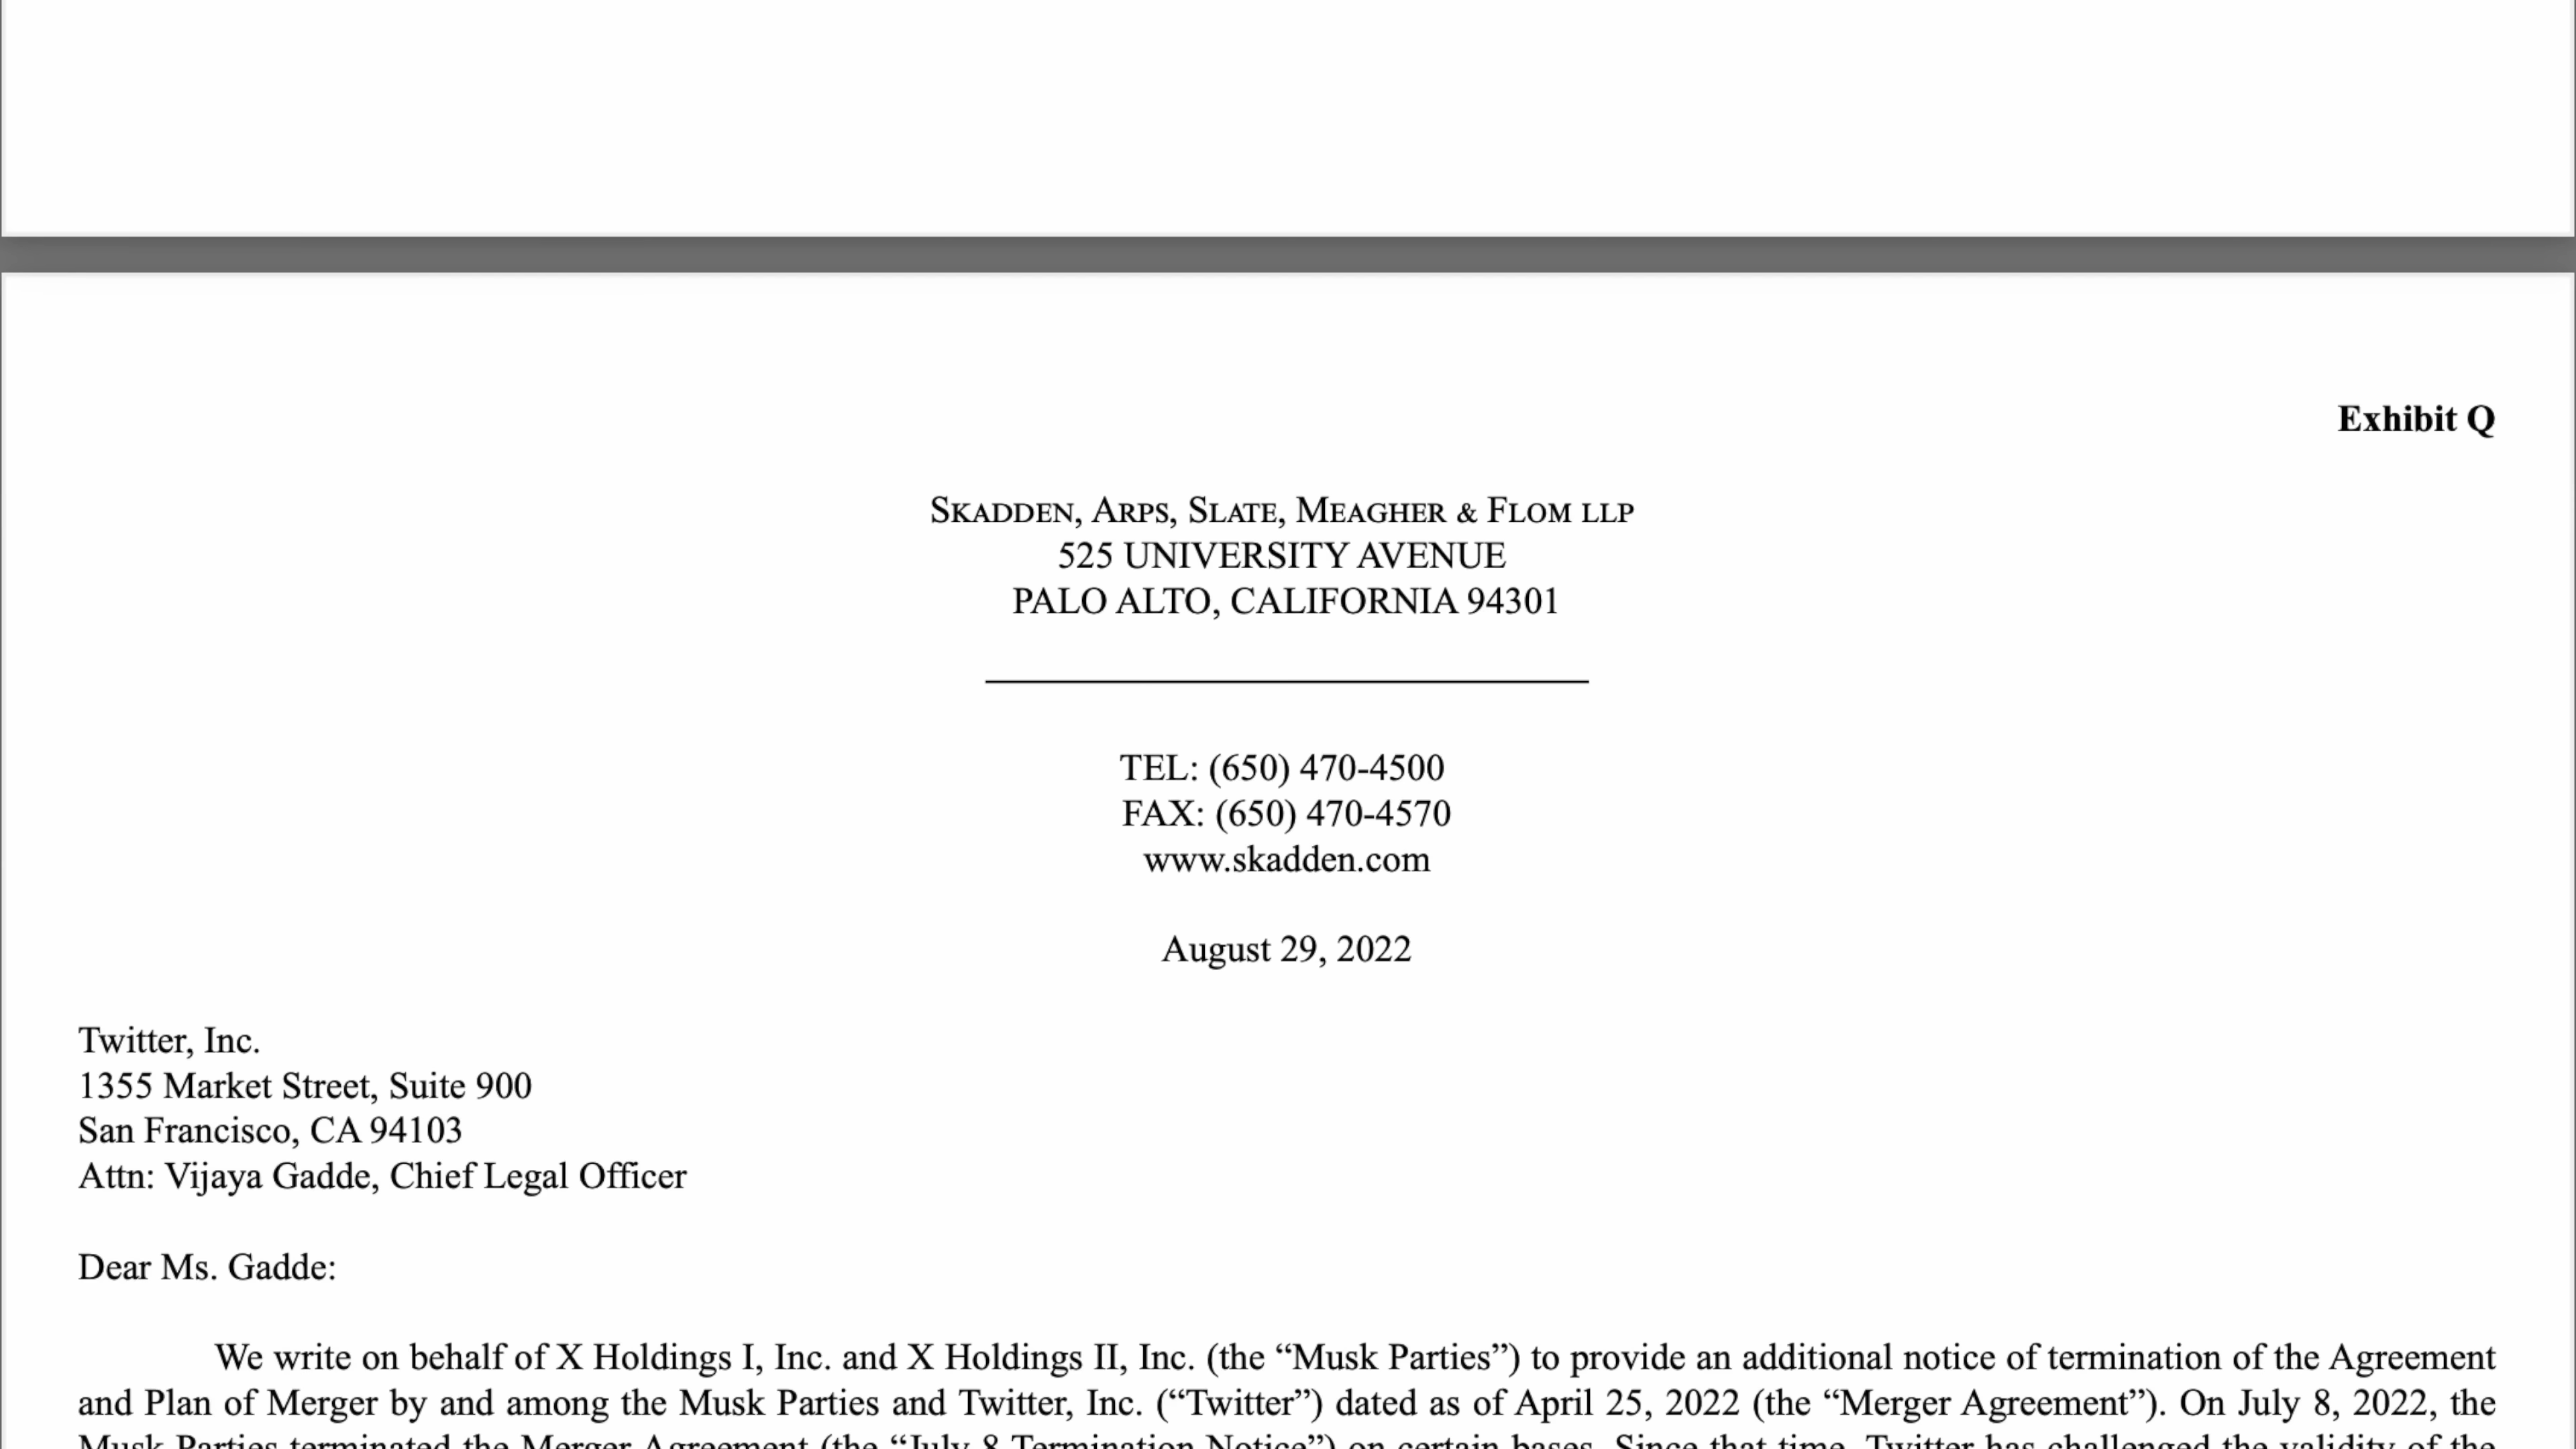 Exhibit Q
SKADDEN, ARPS, SLATE, MEAGHER & FLOM LLP
525 UNIVERSITY AVENUE
PALO ALTO, CALIFORNIA 94301
TEL: (650) 470-4500
FAX: (650) 470-4570
www.skadden.com
August 29, 2022
Twitter, Inc.
1355 Market Street, Suite 900
San Francisco, CA 94103
Attn: Vijaya Gadde, Chief Legal Officer
Dear Ms. Gadde:
We write on behalf of X Holdings I, Inc. and X Holdings II, Inc. (the “Musk Parties”) to provide an additional notice of termination of the Agreement
and Plan of Merger by and among the Musk Parties and Twitter, Inc. (“Twitter”) dated as of April 25, 2022 (the “Merger Agreement”). On July 8, 2022, the
Musk Parties terminated the Merger Agreement (the “July 8 Termination Notice”) on certain bases. Since that time, Twitter has challenged the validity of the